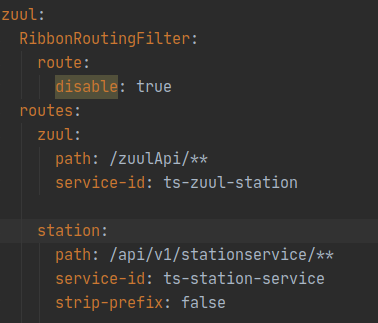 zuul:
  RibbonRoutingFilter:
    route:
      disable: true
  routes:
    zuul:
      path: /zuulApi/**
      service-id: ts-zuul-station

    station:
      path: /api/v1/stationservice/**
      service-id: ts-station-service
      strip-prefix: false